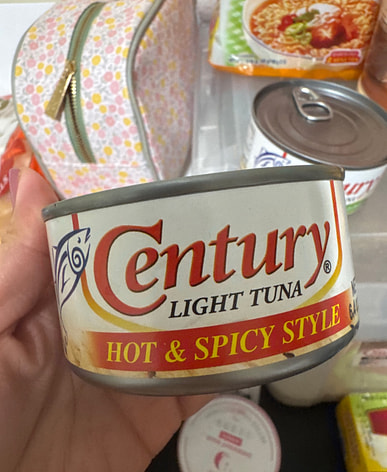 Century®
LIGHT TUNA
HOT & SPICY STYLE